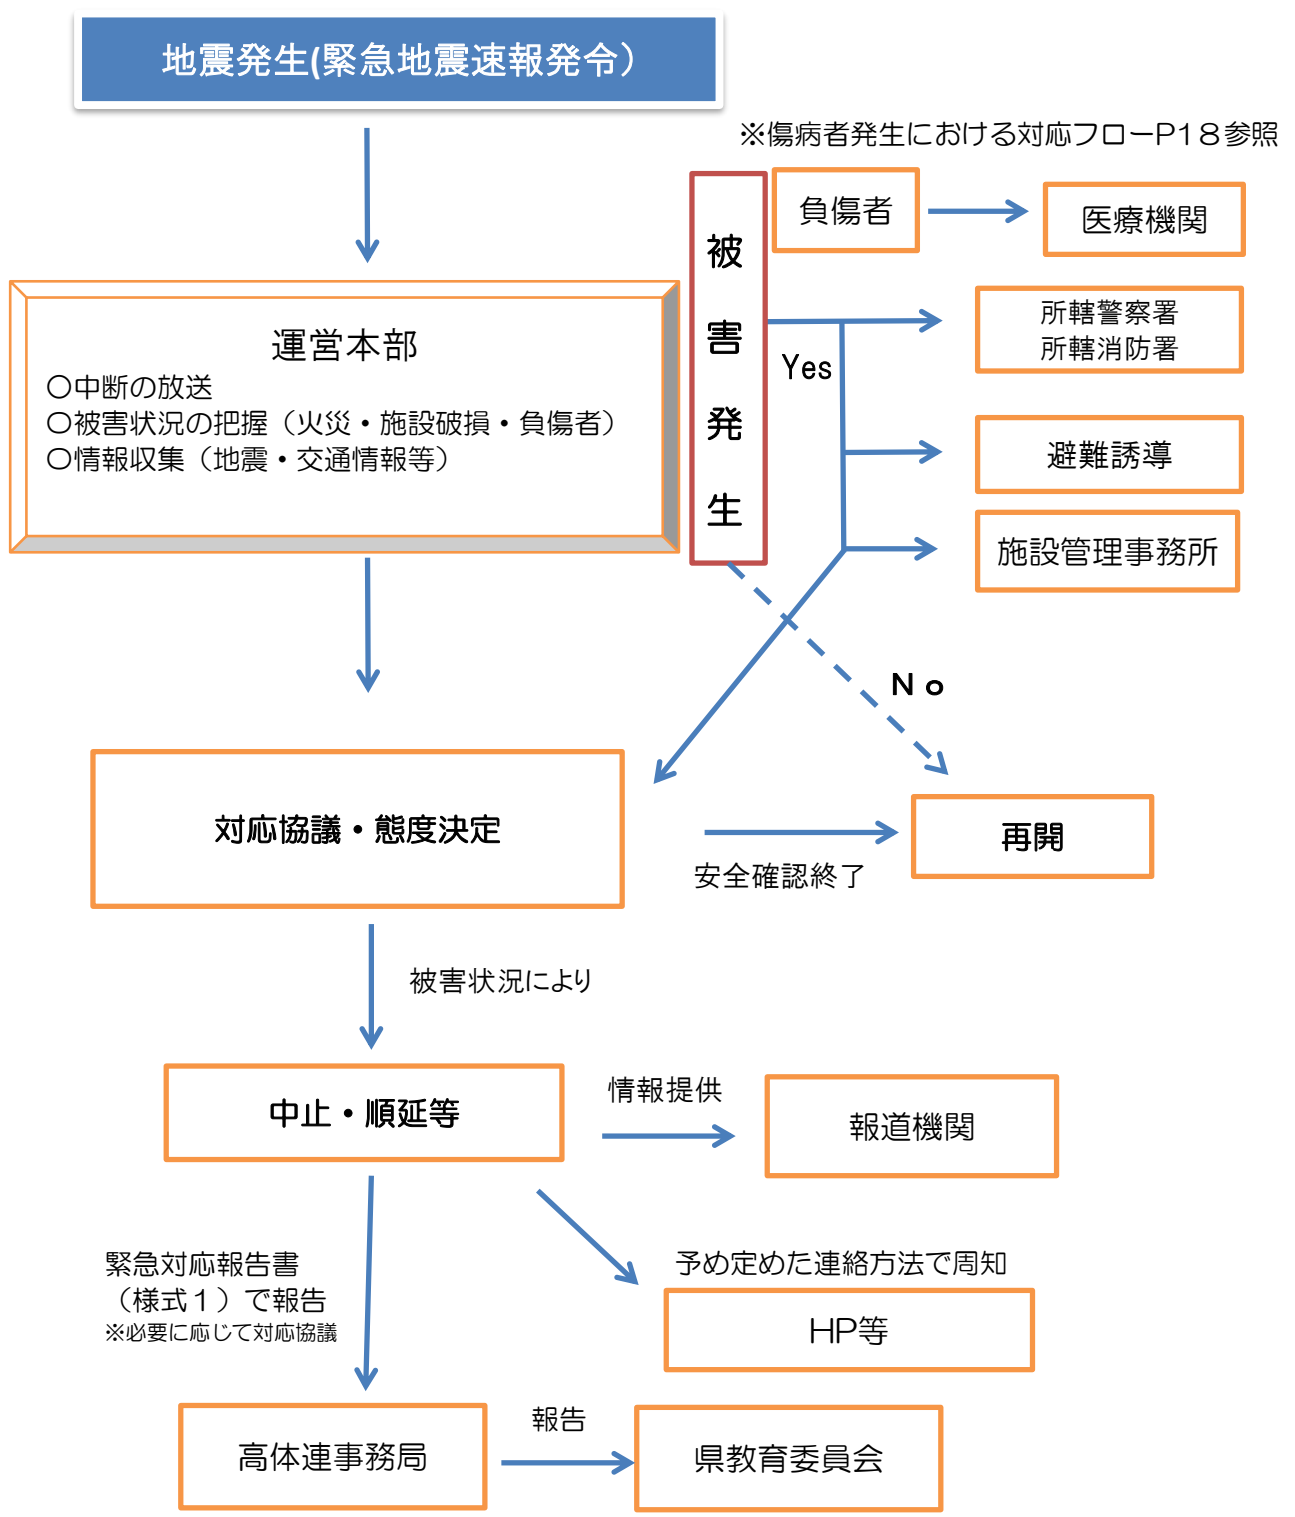 地震発生(緊急地震速報発令）
※傷病者発生における対応フローP１８参照
負傷者
医療機関
被害発生
所轄警察署
所轄消防署
Yes
運営本部
〇中断の放送
〇被害状況の把握（火災・施設破損・負傷者）
〇情報収集（地震・交通情報等）
避難誘導
施設管理事務所
Ｎｏ
対応協議・態度決定
安全確認終了
再開
被害状況により
中止・順延等
情報提供
報道機関
緊急対応報告書
（様式１）で報告
※必要に応じて対応協議
予め定めた連絡方法で周知
HP等
高体連事務局
報告
県教育委員会